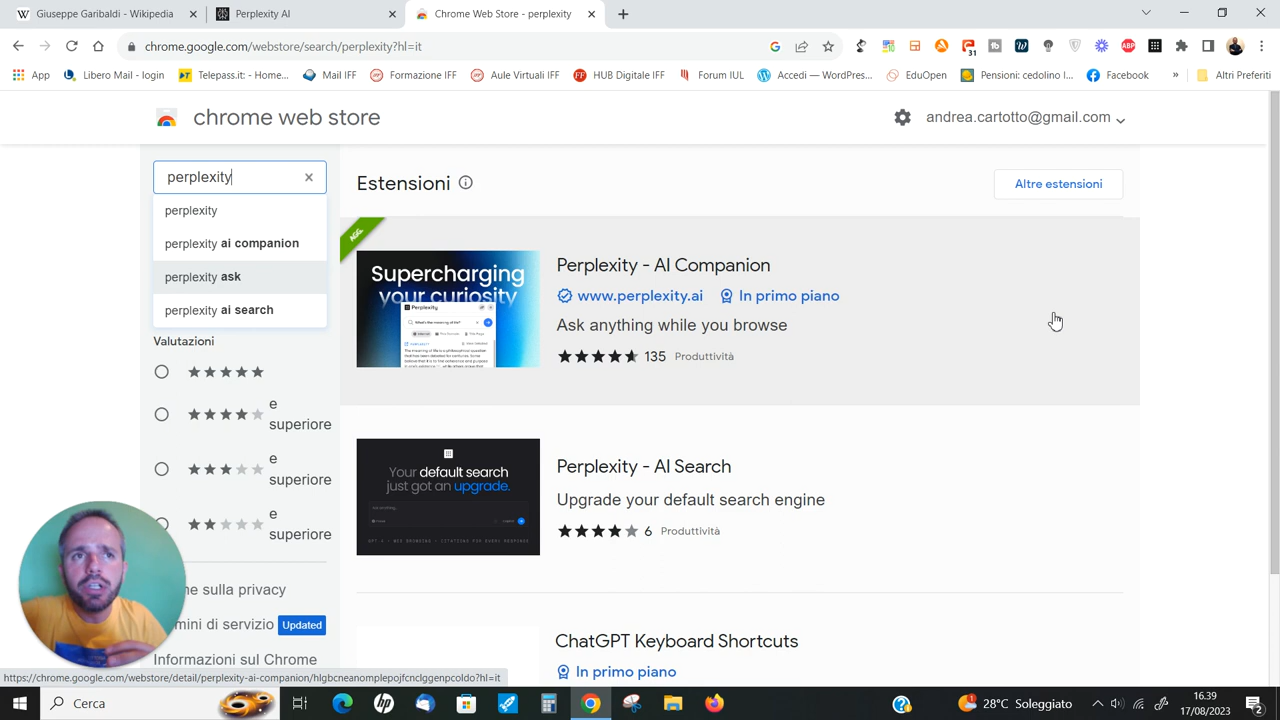 Giuseppe Garibaldi - Wikipedia
Perplexity AI
Chrome Web Store - perplexity
chrome.google.com/webstore/search/perplexity?hl=it
App
Libero Mail - login
Telepass.it - Home...
Mail IFF
Formazione IFF
Aule Virtuali IFF
HUB Digitale IFF
Forum IUL
Accedi — WordPres...
EduOpen
Pensioni: cedolino I...
Facebook
»
Altri Preferiti
chrome web store
andrea.cartotto@gmail.com
perplexity
perplexity
perplexity ai companion
perplexity ask
perplexity ai search
Valutazioni
e superiore
e superiore
e superiore
sulla privacy
mini di servizio Updated
Informazioni sul Chrome
Estensioni
Altre estensioni
AGG.
Supercharging
your curiosity
Perplexity
Perplexity - AI Companion
www.perplexity.ai In primo piano
Ask anything while you browse
135 Produttività
Your default search
just got an upgrade.
Perplexity - AI Search
Upgrade your default search engine
6 Produttività
ChatGPT Keyboard Shortcuts
In primo piano
https://chrome.google.com/webstore/detail/perplexity-ai-companion/hlgbcneanomplepojfcnclggenpcoldo?hl=it
Cerca
28°C Soleggiato
16.39
17/08/2023